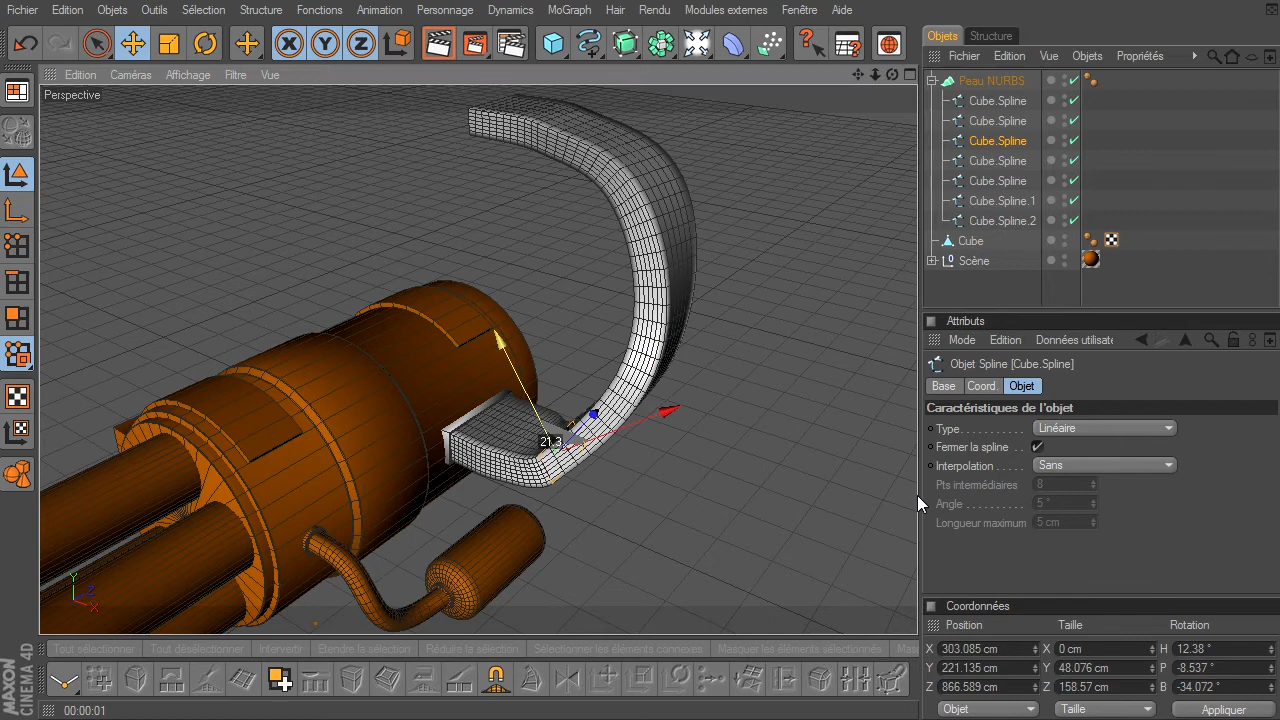 Fichier Edition Objets Outils Sélection Structure Fonctions Animation Personnage Dynamics MoGraph Hair Rendu Modules externes Fenêtre Aide
Objets Structure
Edition Caméras Affichage Filtre Vue
Fichier Edition Vue Objets Propriétés
Perspective
Peau NURBS
Cube.Spline
Cube.Spline
Cube.Spline
Cube.Spline
Cube.Spline
Cube.Spline.1
Cube.Spline.2
Cube
0 Scène
Attributs
Mode Edition Données utilisate
Objet Spline [Cube.Spline]
Base Coord. Objet
Caractéristiques de l'objet
Type Linéaire
Fermer la spline
Interpolation Sans
Pts intermédiaires 8
Angle 5 °
Longueur maximum 5 cm
21.3
Y
Z
X
Coordonnées
Position Taille Rotation
X 303.085 cm X 0 cm H 12.38 °
Y 221.135 cm Y 48.076 cm P -8.537 °
Z 866.589 cm Z 158.57 cm B -34.072 °
Objet Taille Appliquer
Tout sélectionner Tout désélectionner Intervertir Etendre la sélection Réduire la sélection Sélectionner les éléments connexes Masquer les éléments sélectionnés Mas
00:00:01
MAXON
CINEMA 4D